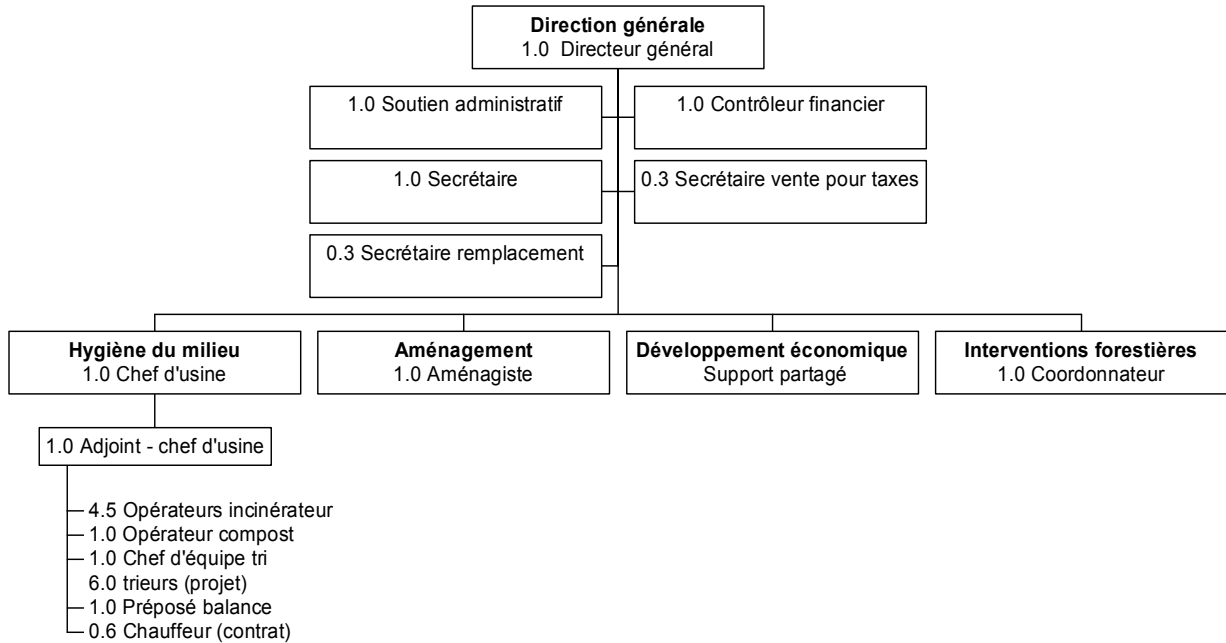 Direction générale
1.0 Directeur général
1.0 Soutien administratif
1.0 Contrôleur financier
1.0 Secrétaire
0.3 Secrétaire vente pour taxes
0.3 Secrétaire remplacement
Hygiène du milieu
1.0 Chef d'usine
Aménagement
1.0 Aménagiste
Développement économique
Support partagé
Interventions forestières
1.0 Coordonnateur
1.0 Adjoint - chef d'usine
4.5 Opérateurs incinérateur
1.0 Opérateur compost
1.0 Chef d'équipe tri
6.0 trieurs (projet)
1.0 Préposé balance
0.6 Chauffeur (contrat)